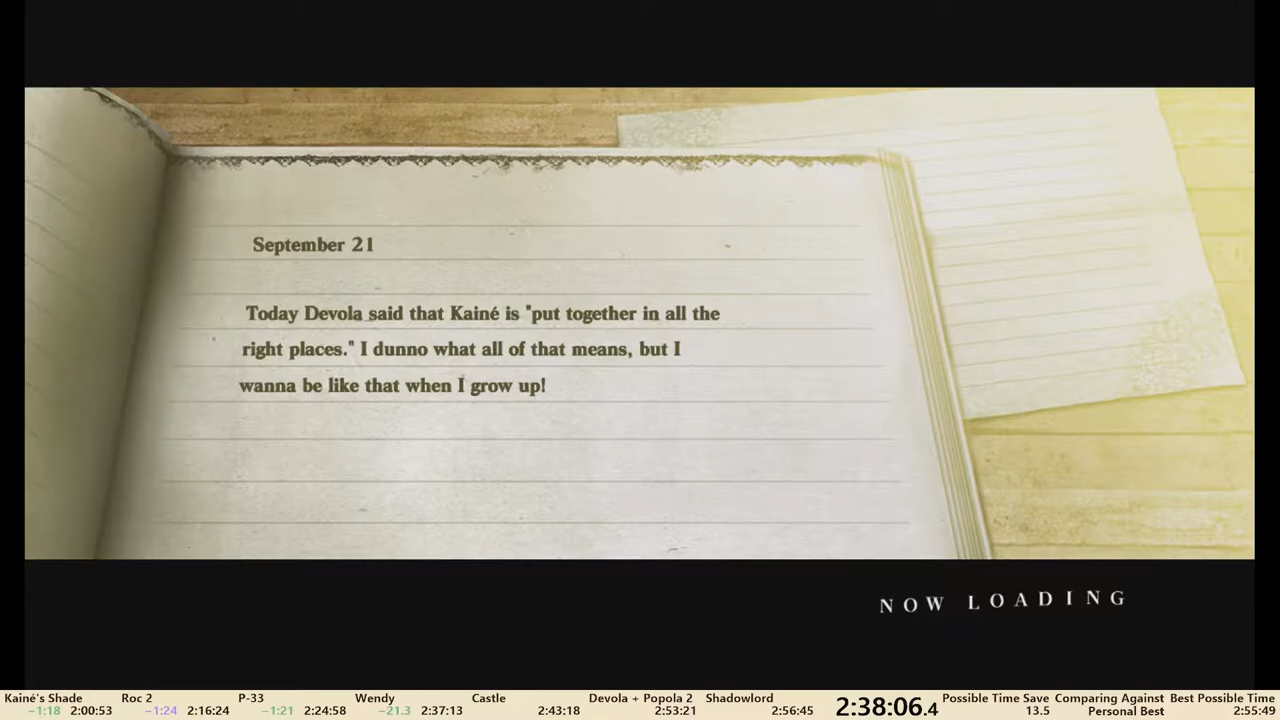 September 21
Today Devola said that Kainé is "put together in all the
right places." I dunno what all of that means, but I
wanna be like that when I grow up!
NOW LOADING
Kainé's Shade Roc 2 P-33 Wendy Castle Devola + Popola 2 Shadowlord 2:38:06.4 Possible Time Save Comparing Against Best Possible Time
−1:18 2:00:53 −1:24 2:16:24 −1:21 2:24:58 −21.3 2:37:13 2:43:18 2:53:21 2:56:45 13.5 Personal Best 2:55:49